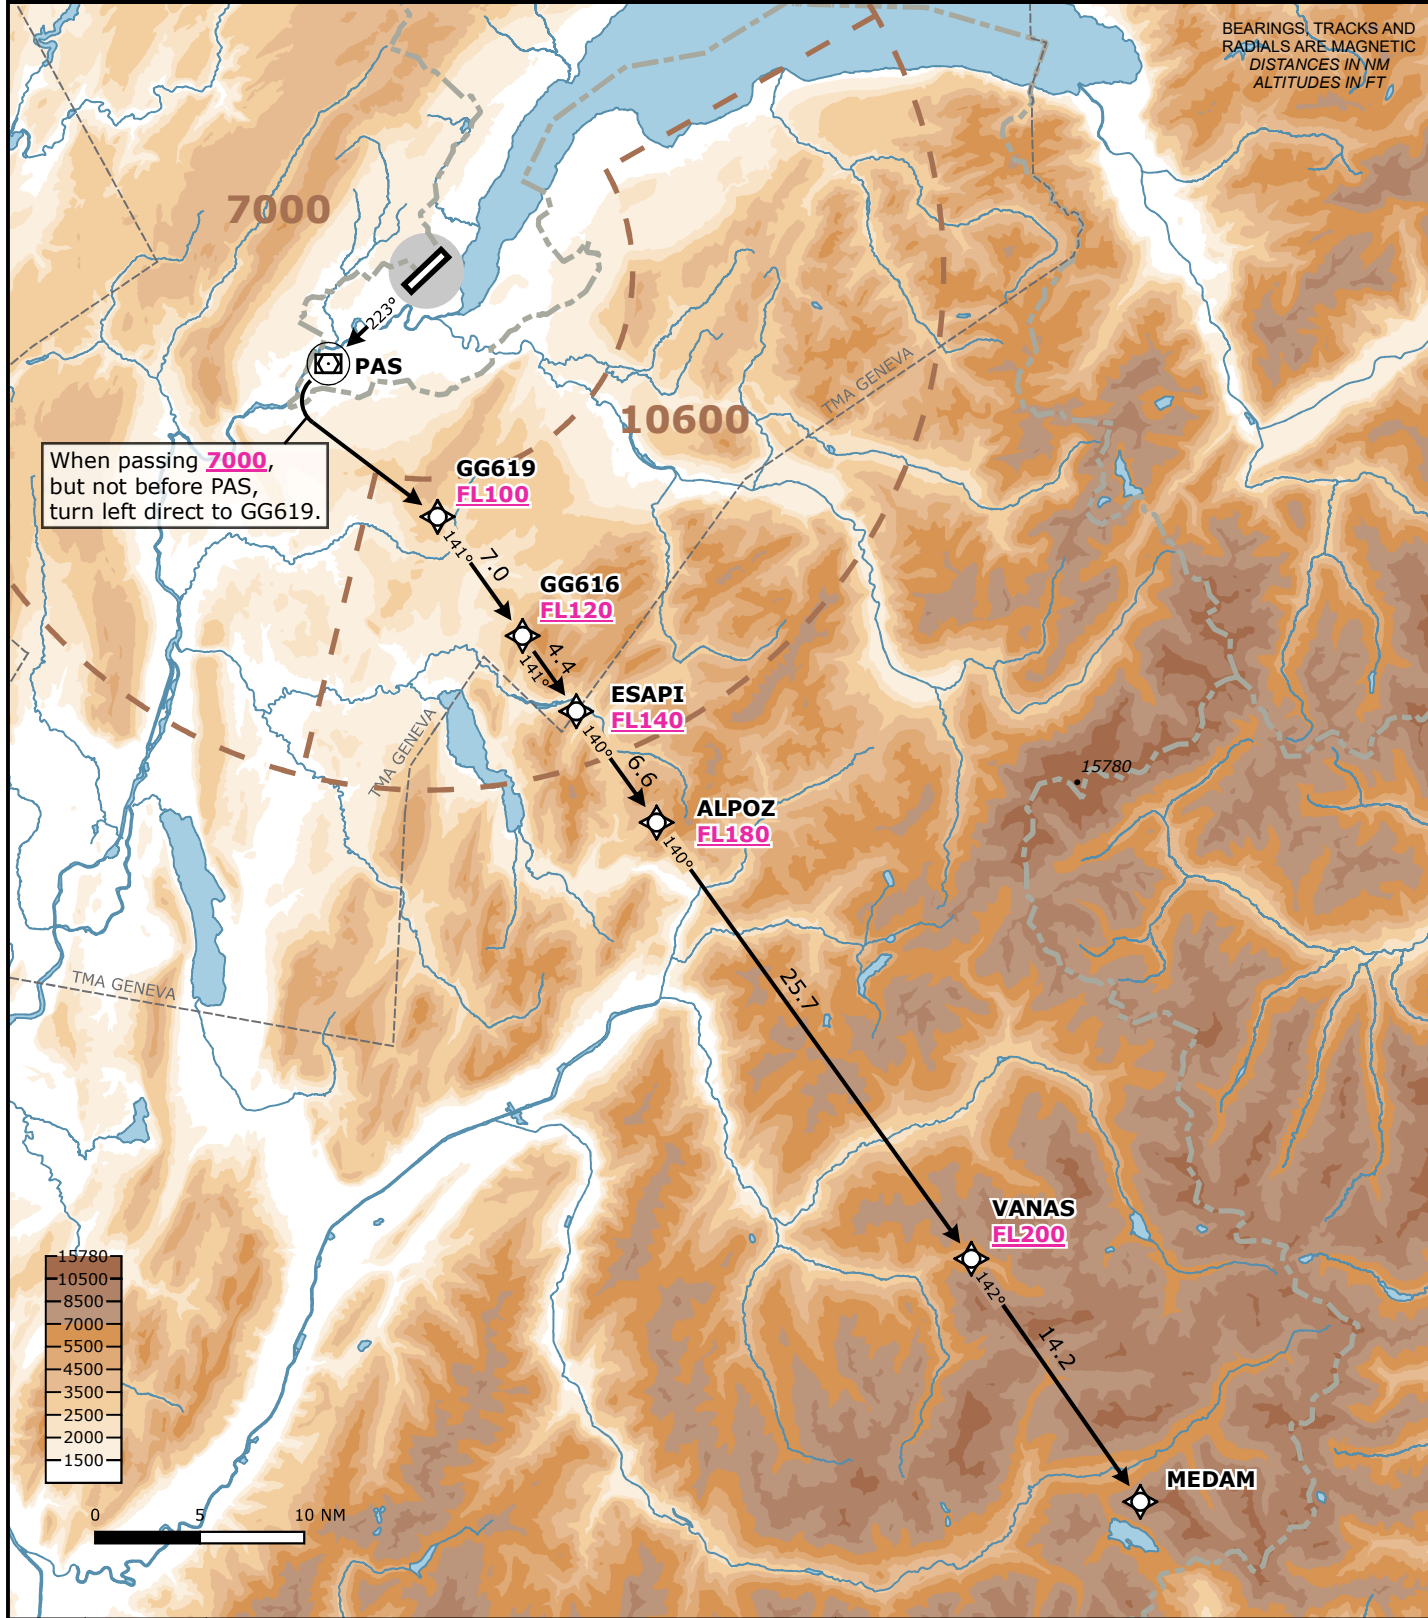 BEARINGS, TRACKS AND
RADIALS ARE MAGNETIC
DISTANCES IN NM
ALTITUDES IN FT
7000
223°
PAS
TMA GENEVA
10600
When passing 7000,
but not before PAS,
turn left direct to GG619.
GG619
FL100
141°
7.0
GG616
FL120
4.4
141°
ESAPI
FL140
TMA GENEVA
140°
6.6
15780
ALPOZ
FL180
140°
TMA GENEVA
25.7
VANAS
FL200
142°
14.2
MEDAM
15780
10500
8500
7000
5500
4500
3500
2500
2000
1500
0 5 10 NM